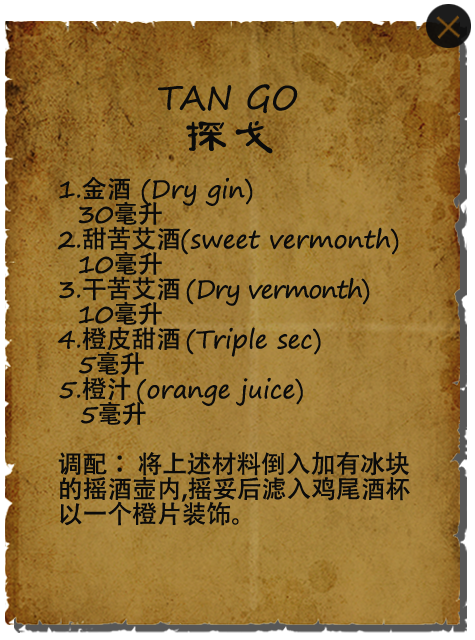 TAN GO
探戈
1.金酒 (Dry gin)
30毫升
2.甜苦艾酒(sweet vermonth)
10毫升
3.干苦艾酒(Dry vermonth)
10毫升
4.橙皮甜酒(Triple sec)
5毫升
5.橙汁(orange juice)
5毫升
调配：将上述材料倒入加有冰块
的摇酒壶内,摇妥后滤入鸡尾酒杯
以一个橙片装饰。